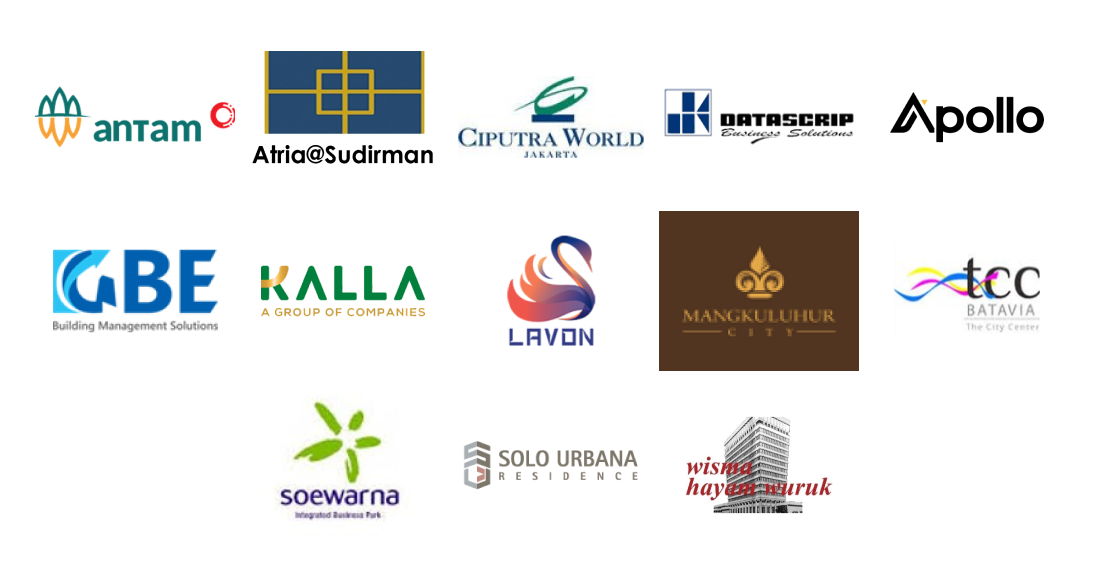 anTam
Atria@Sudirman
CIPUTRA WORLD
JAKARTA
DATASCRIP
Business Solutions
Apollo
GBE
Building Management Solutions
KALLA
A GROUP OF COMPANIES
LAVON
MANGKULUHUR
CITY
tcc
BATAVIA
The City Center
soewarna
Integrated Business Park
SOLO URBANA
RESIDENCE
wisma
hayam wuruk